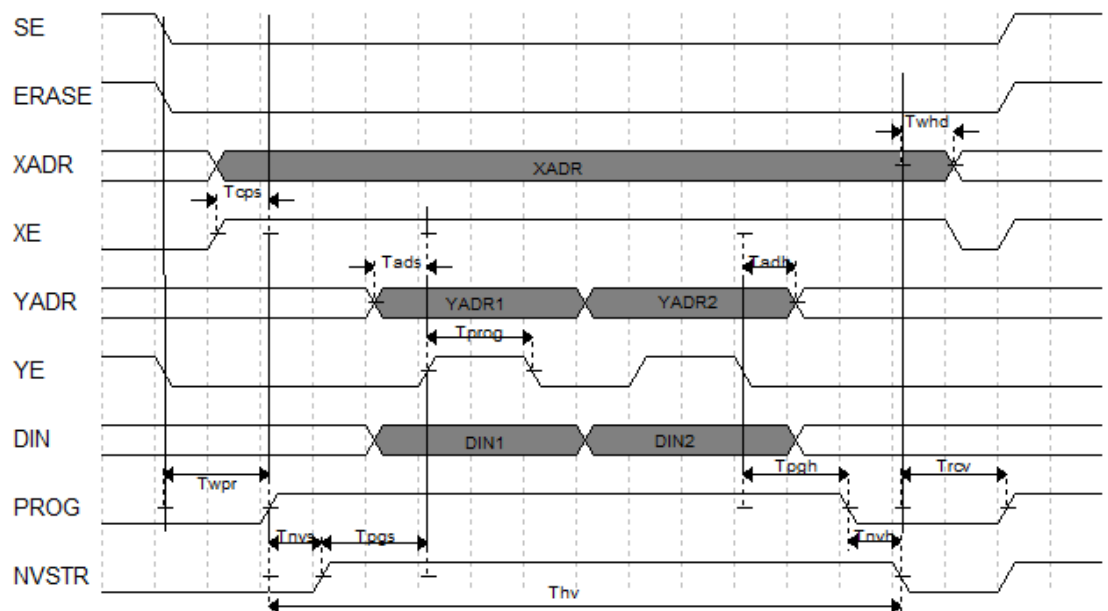 SE
ERASE
Twhd
XADR XADR
Tcps
XE
Tads Tadh
YADR YADR1 YADR2
Tprog
YE
DIN DIN1 DIN2
Twpr Tpgh Trcv
PROG
Tnvs Tpgs Tnvh
NVSTR
Thv